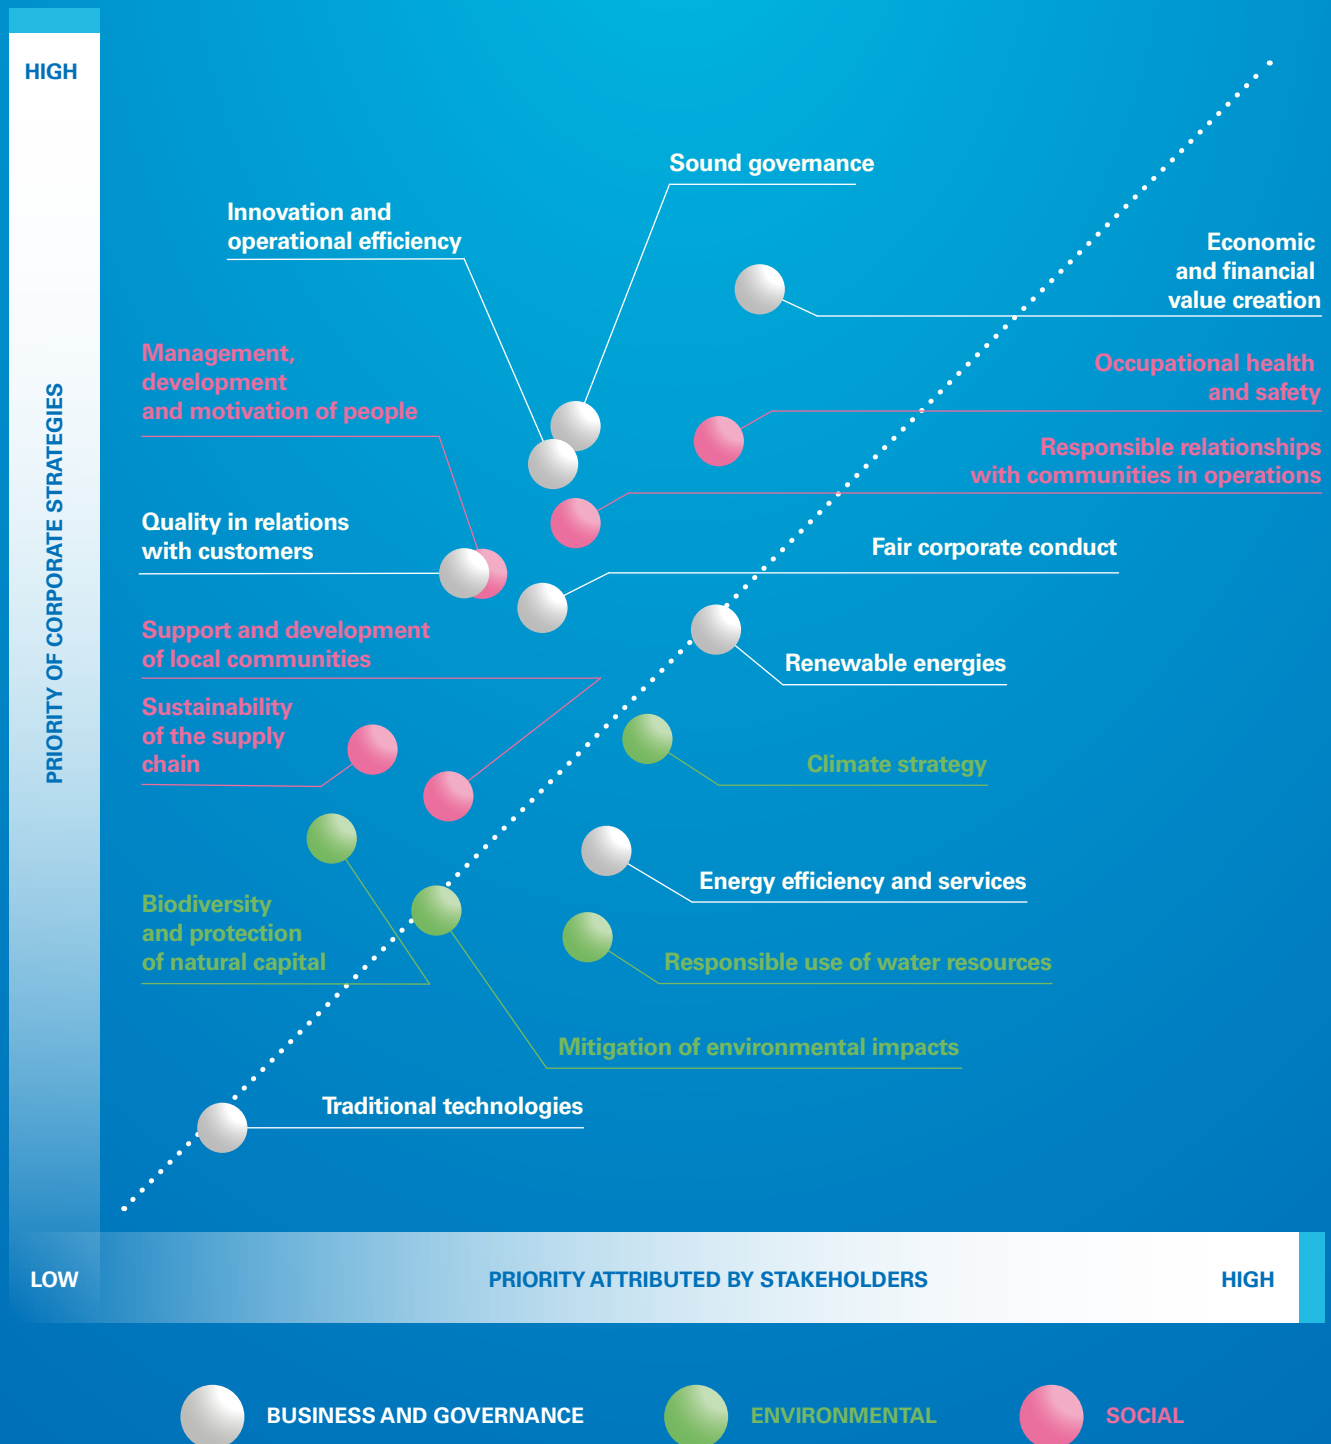 HIGH
Sound governance
Innovation and
operational efficiency
Economic
and financial
value creation
Management,
development
and motivation of people
Occupational health
and safety
Responsible relationships
with communities in operations
PRIORITY OF CORPORATE STRATEGIES
Quality in relations
with customers
Fair corporate conduct
Support and development
of local communities
Renewable energies
Sustainability
of the supply
chain
Climate strategy
Energy efficiency and services
Biodiversity
and protection
of natural capital
Responsible use of water resources
Mitigation of environmental impacts
Traditional technologies
LOW
PRIORITY ATTRIBUTED BY STAKEHOLDERS
HIGH
BUSINESS AND GOVERNANCE
ENVIRONMENTAL
SOCIAL